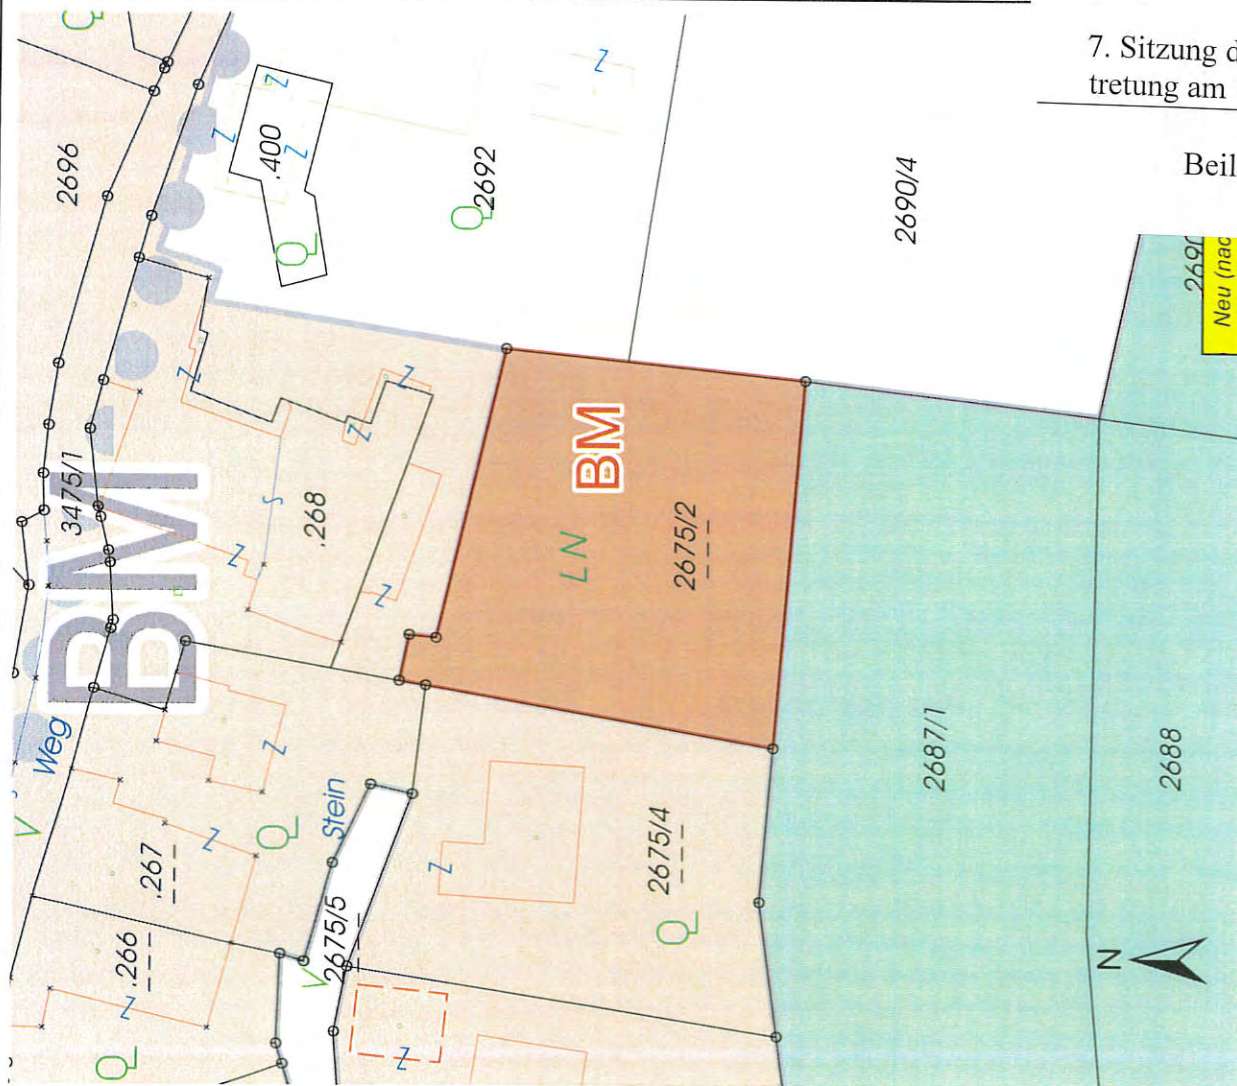 7. Sitzung d
tretung am
Beil
2696
.400
2692
2690/4
Neu (nac
3475/1
BM
.268
BM
LN
2675/2
Weg
Stein
.267
2675/5
2675/4
2687/1
2688
.266
N
Z
Z
Z
Z
Z
Z
Z
Z
Z
Z
Z
Z
Z
Z
S
V
V